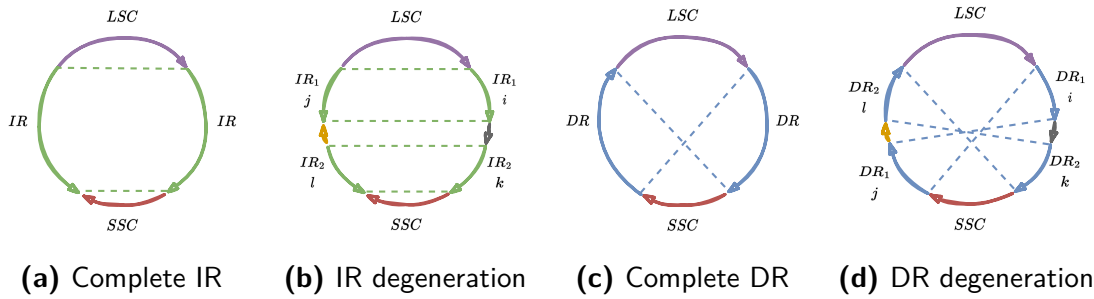 LSC
IR
IR
SSC
(a) Complete IR
LSC
IR₁
j
IR₁
i
IR₂
l
IR₂
k
SSC
(b) IR degeneration
LSC
DR
DR
SSC
(c) Complete DR
LSC
DR₂
l
DR₁
i
DR₁
j
DR₂
k
SSC
(d) DR degeneration